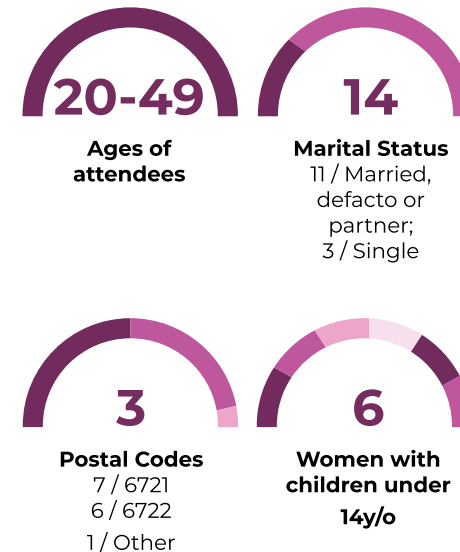 20-49
Ages of
attendees
14
Marital Status
11 / Married,
defacto or
partner;
3 / Single
3
Postal Codes
7 / 6721
6 / 6722
1 / Other
6
Women with
children under
14y/o